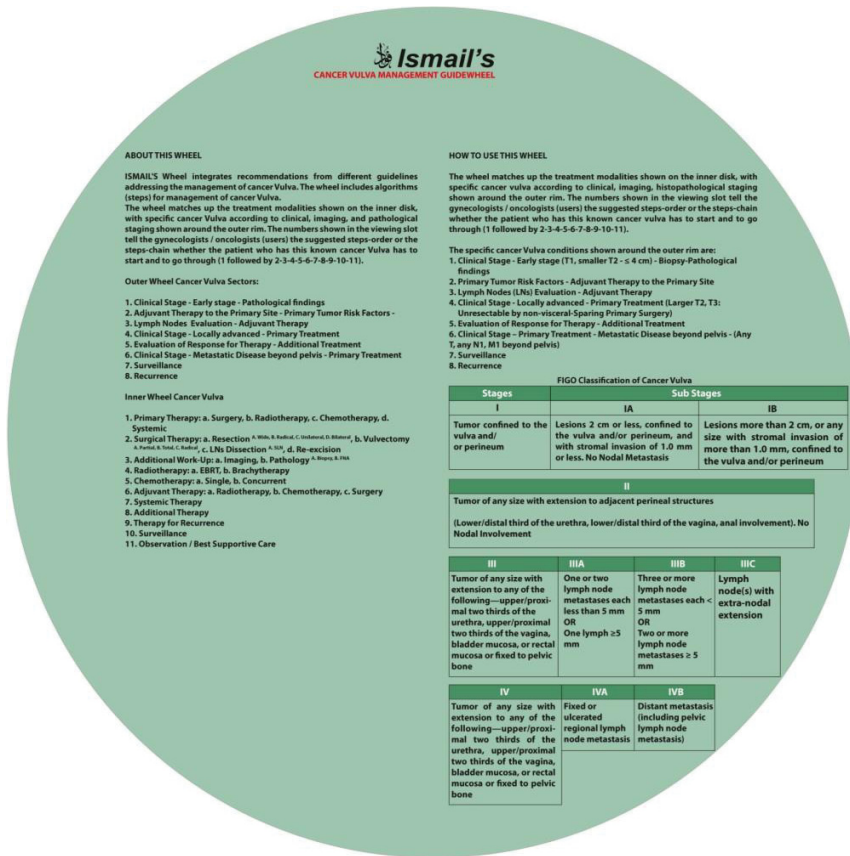 Ismail's
CANCER VULVA MANAGEMENT GUIDEWHEEL
ABOUT THIS WHEEL
ISMAIL'S Wheel integrates recommendations from different guidelines
addressing the management of cancer Vulva. The wheel includes algorithms
(steps) for management of cancer Vulva.
The wheel matches up the treatment modalities shown on the inner disk,
with specific cancer Vulva according to clinical, imaging, and pathological
staging shown around the outer rim. The numbers shown in the viewing slot
tell the gynecologists / oncologists (users) the suggested steps-order or the
steps-chain whether the patient who has this known cancer Vulva has to
start and to go through (1 followed by 2-3-4-5-6-7-8-9-10-11).
Outer Wheel Cancer Vulva Sectors:
1. Clinical Stage - Early stage - Pathological findings
2. Adjuvant Therapy to the Primary Site - Primary Tumor Risk Factors -
3. Lymph Nodes Evaluation - Adjuvant Therapy
4. Clinical Stage - Locally advanced - Primary Treatment
5. Evaluation of Response for Therapy - Additional Treatment
6. Clinical Stage - Metastatic Disease beyond pelvis - Primary Treatment
7. Surveillance
8. Recurrence
Inner Wheel Cancer Vulva
1. Primary Therapy: a. Surgery, b. Radiotherapy, c. Chemotherapy, d.
Systemic
2. Surgical Therapy: a. Resection A. Wide, B. Radical, C. Unilateral, D. Bilateral, b. Vulvectomy
A. Partial, B. Total, C. Radical, c. LNs Dissection A. SLN, d. Re-excision
3. Additional Work-Up: a. Imaging, b. Pathology A. Biopsy, B. FNA
4. Radiotherapy: a. EBRT, b. Brachytherapy
5. Chemotherapy: a. Single, b. Concurrent
6. Adjuvant Therapy: a. Radiotherapy, b. Chemotherapy, c. Surgery
7. Systemic Therapy
8. Additional Therapy
9. Therapy for Recurrence
10. Surveillance
11. Observation / Best Supportive Care
HOW TO USE THIS WHEEL
The wheel matches up the treatment modalities shown on the inner disk, with
specific cancer vulva according to clinical, imaging, histopathological staging
shown around the outer rim. The numbers shown in the viewing slot tell the
gynecologists / oncologists (users) the suggested steps-order or the steps-chain
whether the patient who has this known cancer vulva has to start and to go
through (1 followed by 2-3-4-5-6-7-8-9-10-11).
The specific cancer Vulva conditions shown around the outer rim are:
1. Clinical Stage - Early stage (T1, smaller T2 - ≤ 4 cm) - Biopsy-Pathological
findings
2. Primary Tumor Risk Factors - Adjuvant Therapy to the Primary Site
3. Lymph Nodes (LNs) Evaluation - Adjuvant Therapy
4. Clinical Stage - Locally advanced - Primary Treatment (Larger T2, T3:
Unresectable by non-visceral-Sparing Primary Surgery)
5. Evaluation of Response for Therapy - Additional Treatment
6. Clinical Stage – Primary Treatment - Metastatic Disease beyond pelvis - (Any
T, any N1, M1 beyond pelvis)
7. Surveillance
8. Recurrence
FIGO Classification of Cancer Vulva
Stages Sub Stages
I IA IB
Tumor confined to the
vulva and/
or perineum
Lesions 2 cm or less, confined to
the vulva and/or perineum, and
with stromal invasion of 1.0 mm
or less. No Nodal Metastasis
Lesions more than 2 cm, or any
size with stromal invasion of
more than 1.0 mm, confined to
the vulva and/or perineum
II
Tumor of any size with extension to adjacent perineal structures
(Lower/distal third of the urethra, lower/distal third of the vagina, anal involvement). No
Nodal Involvement
III IIIA IIIB IIIC
Tumor of any size with
extension to any of the
following—upper/proxi-
mal two thirds of the
urethra, upper/proximal
two thirds of the vagina,
bladder mucosa, or rectal
mucosa or fixed to pelvic
bone
One or two
lymph node
metastases each
less than 5 mm
OR
One lymph ≥5
mm
Three or more
lymph node
metastases each <
5 mm
OR
Two or more
lymph node
metastases ≥ 5
mm
Lymph
node(s) with
extra-nodal
extension
IV IVA IVB
Tumor of any size with
extension to any of the
following—upper/proxi-
mal two thirds of the
urethra, upper/proximal
two thirds of the vagina,
bladder mucosa, or rectal
mucosa or fixed to pelvic
bone
Fixed or
ulcerated
regional lymph
node metastasis
Distant metastasis
(including pelvic
lymph node
metastasis)